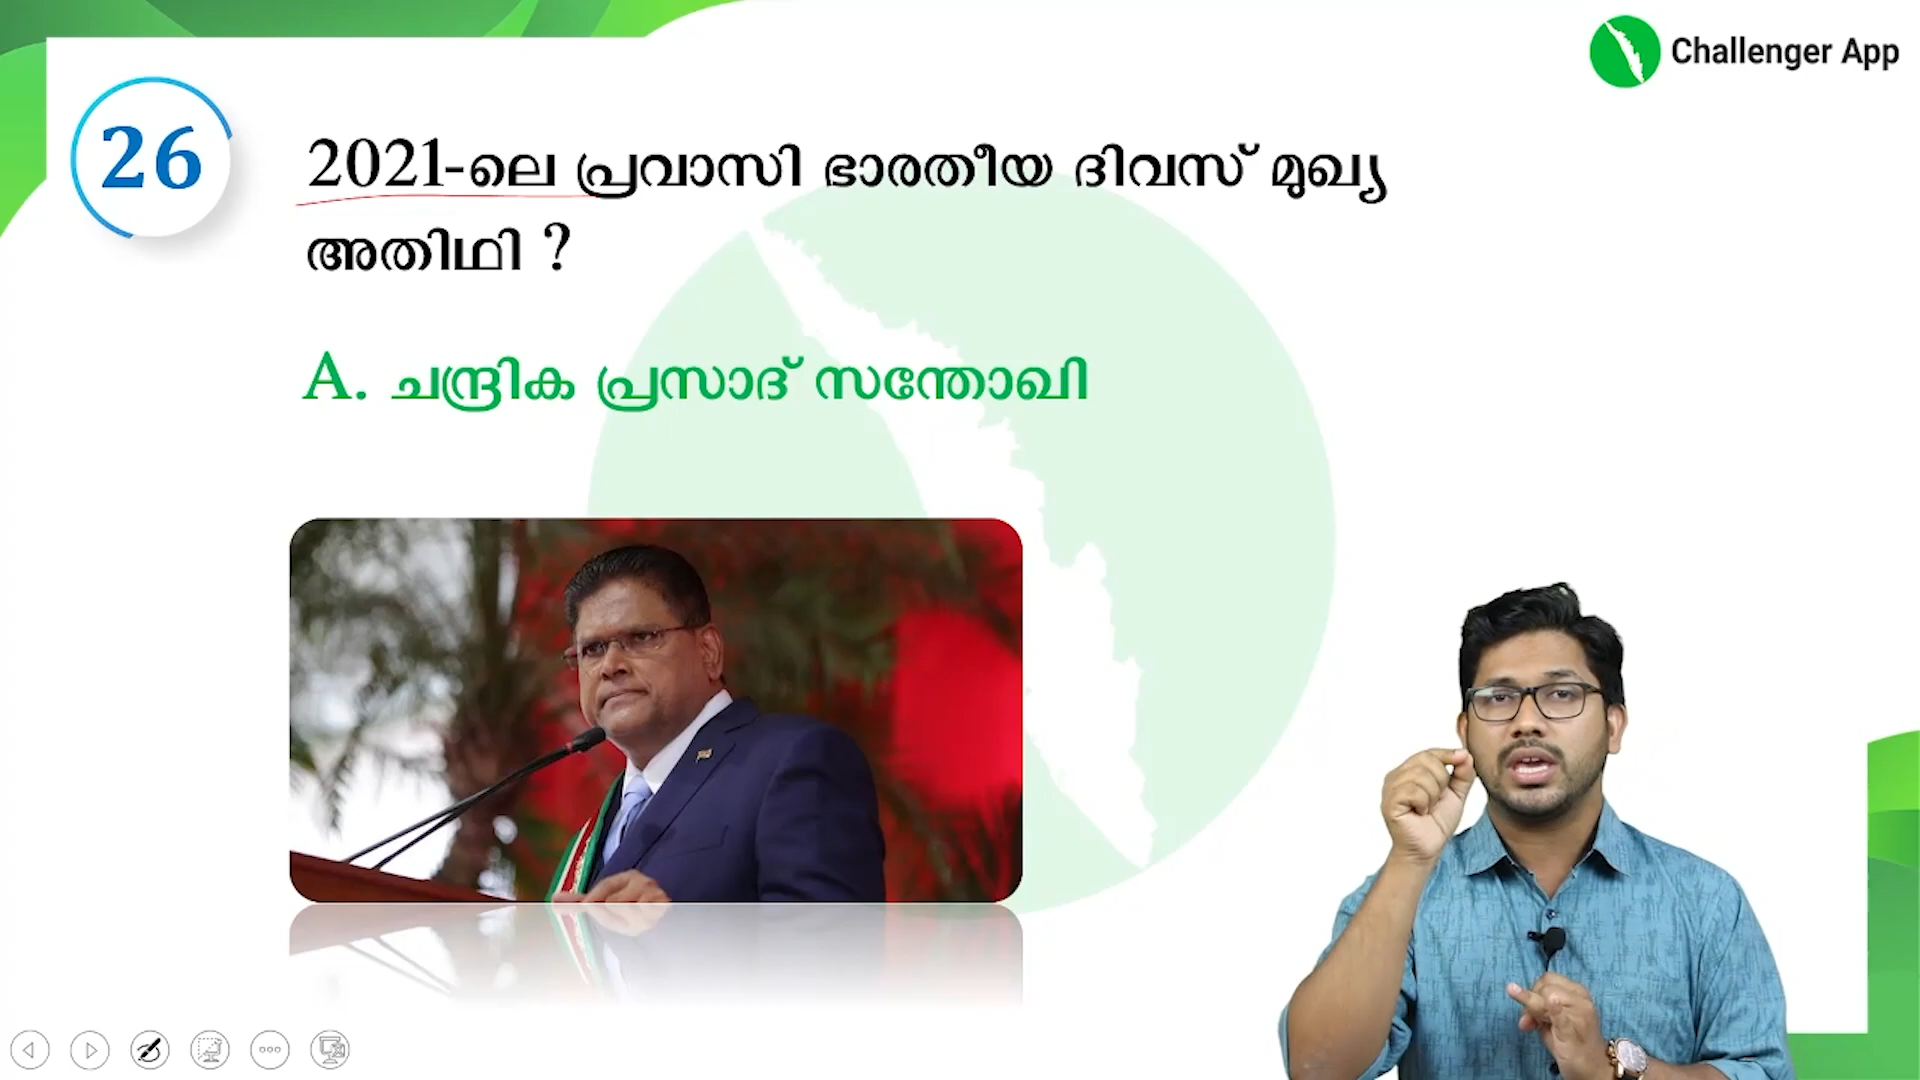 Challenger App
26
2021-ലെ പ്രവാസി ഭാരതീയ ദിവസ് മുഖ്യ
അതിഥി ?
A. ചന്ദ്രിക പ്രസാദ് സന്തോഖി